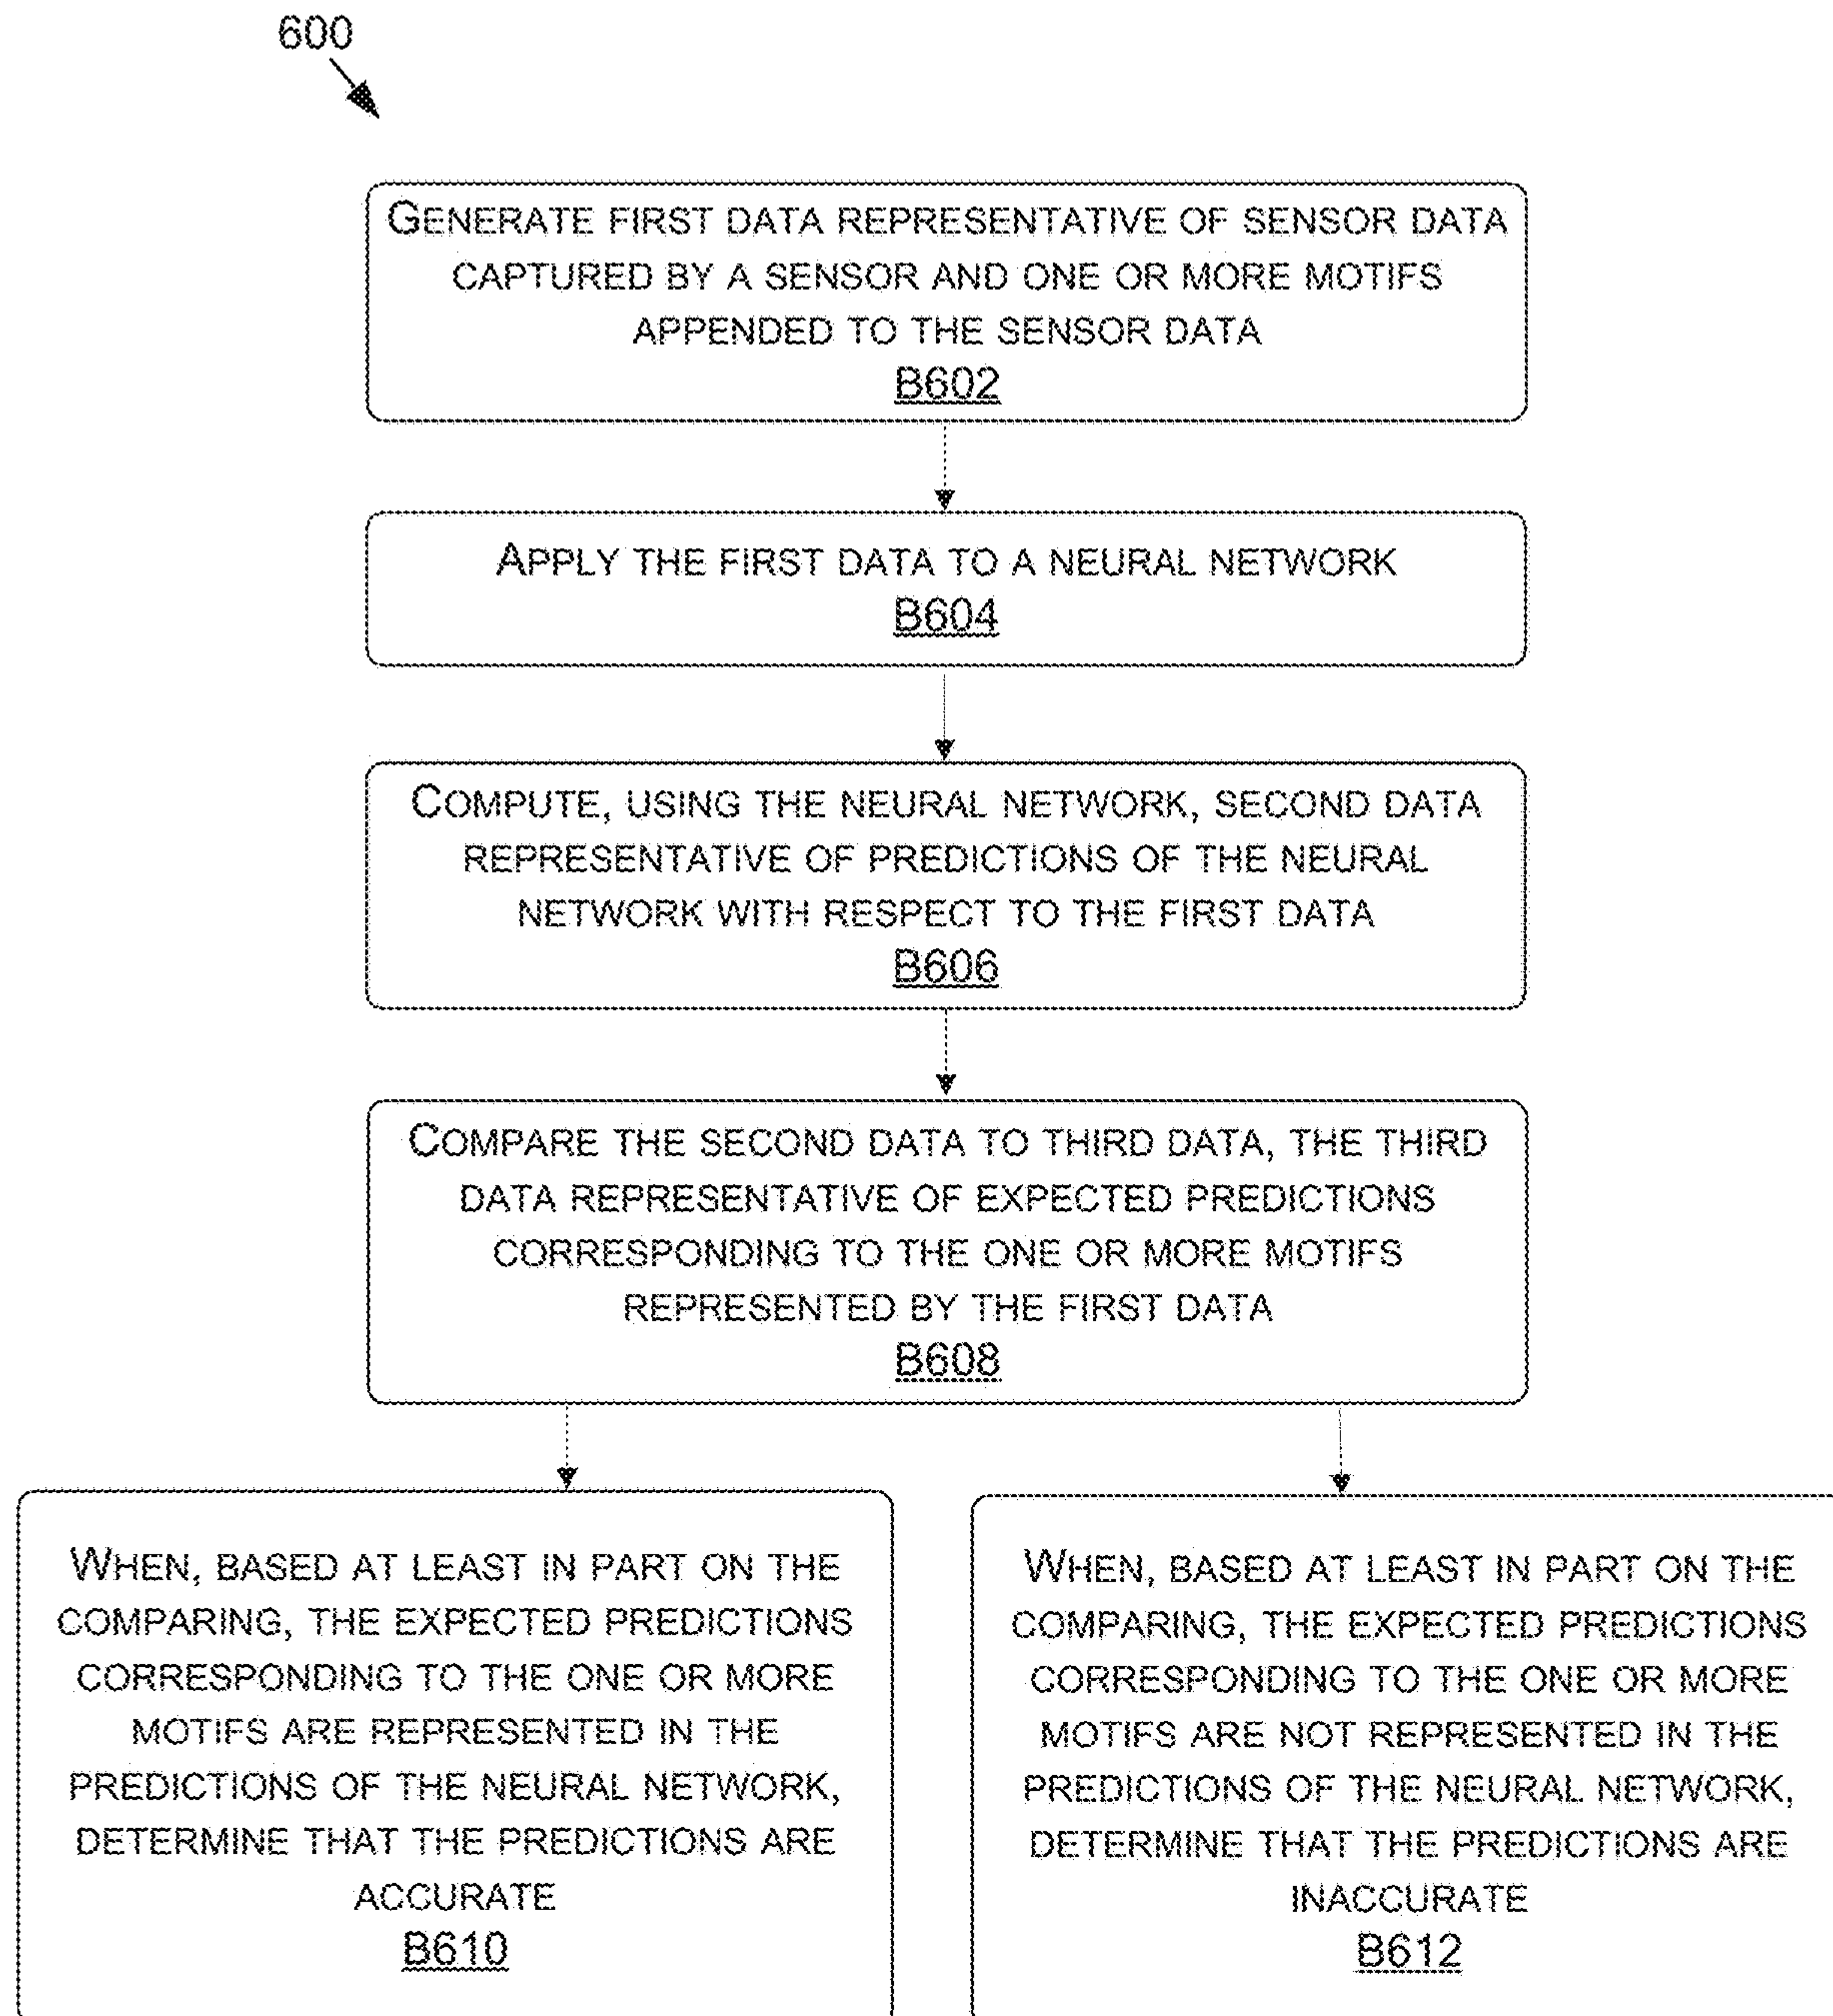 600
GENERATE FIRST DATA REPRESENTATIVE OF SENSOR DATA
CAPTURED BY A SENSOR AND ONE OR MORE MOTIFS
APPENDED TO THE SENSOR DATA
B602
APPLY THE FIRST DATA TO A NEURAL NETWORK
B604
COMPUTE, USING THE NEURAL NETWORK, SECOND DATA
REPRESENTATIVE OF PREDICTIONS OF THE NEURAL
NETWORK WITH RESPECT TO THE FIRST DATA
B606
COMPARE THE SECOND DATA TO THIRD DATA, THE THIRD
DATA REPRESENTATIVE OF EXPECTED PREDICTIONS
CORRESPONDING TO THE ONE OR MORE MOTIFS
REPRESENTED BY THE FIRST DATA
B608
WHEN, BASED AT LEAST IN PART ON THE
COMPARING, THE EXPECTED PREDICTIONS
CORRESPONDING TO THE ONE OR MORE
MOTIFS ARE REPRESENTED IN THE
PREDICTIONS OF THE NEURAL NETWORK,
DETERMINE THAT THE PREDICTIONS ARE
ACCURATE
B610
WHEN, BASED AT LEAST IN PART ON THE
COMPARING, THE EXPECTED PREDICTIONS
CORRESPONDING TO THE ONE OR MORE
MOTIFS ARE NOT REPRESENTED IN THE
PREDICTIONS OF THE NEURAL NETWORK,
DETERMINE THAT THE PREDICTIONS ARE
INACCURATE
B612